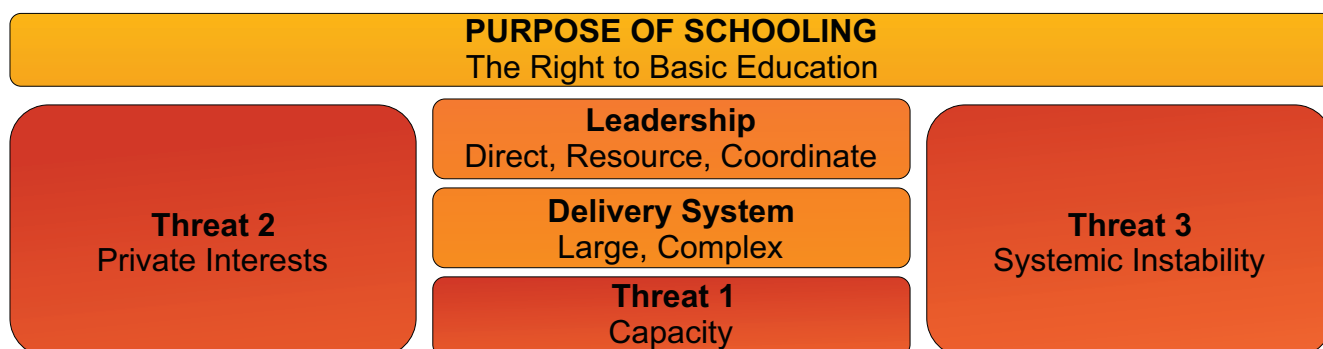 PURPOSE OF SCHOOLING
The Right to Basic Education
Leadership
Direct, Resource, Coordinate
Delivery System
Large, Complex
Threat 2
Private Interests
Threat 3
Systemic Instability
Threat 1
Capacity